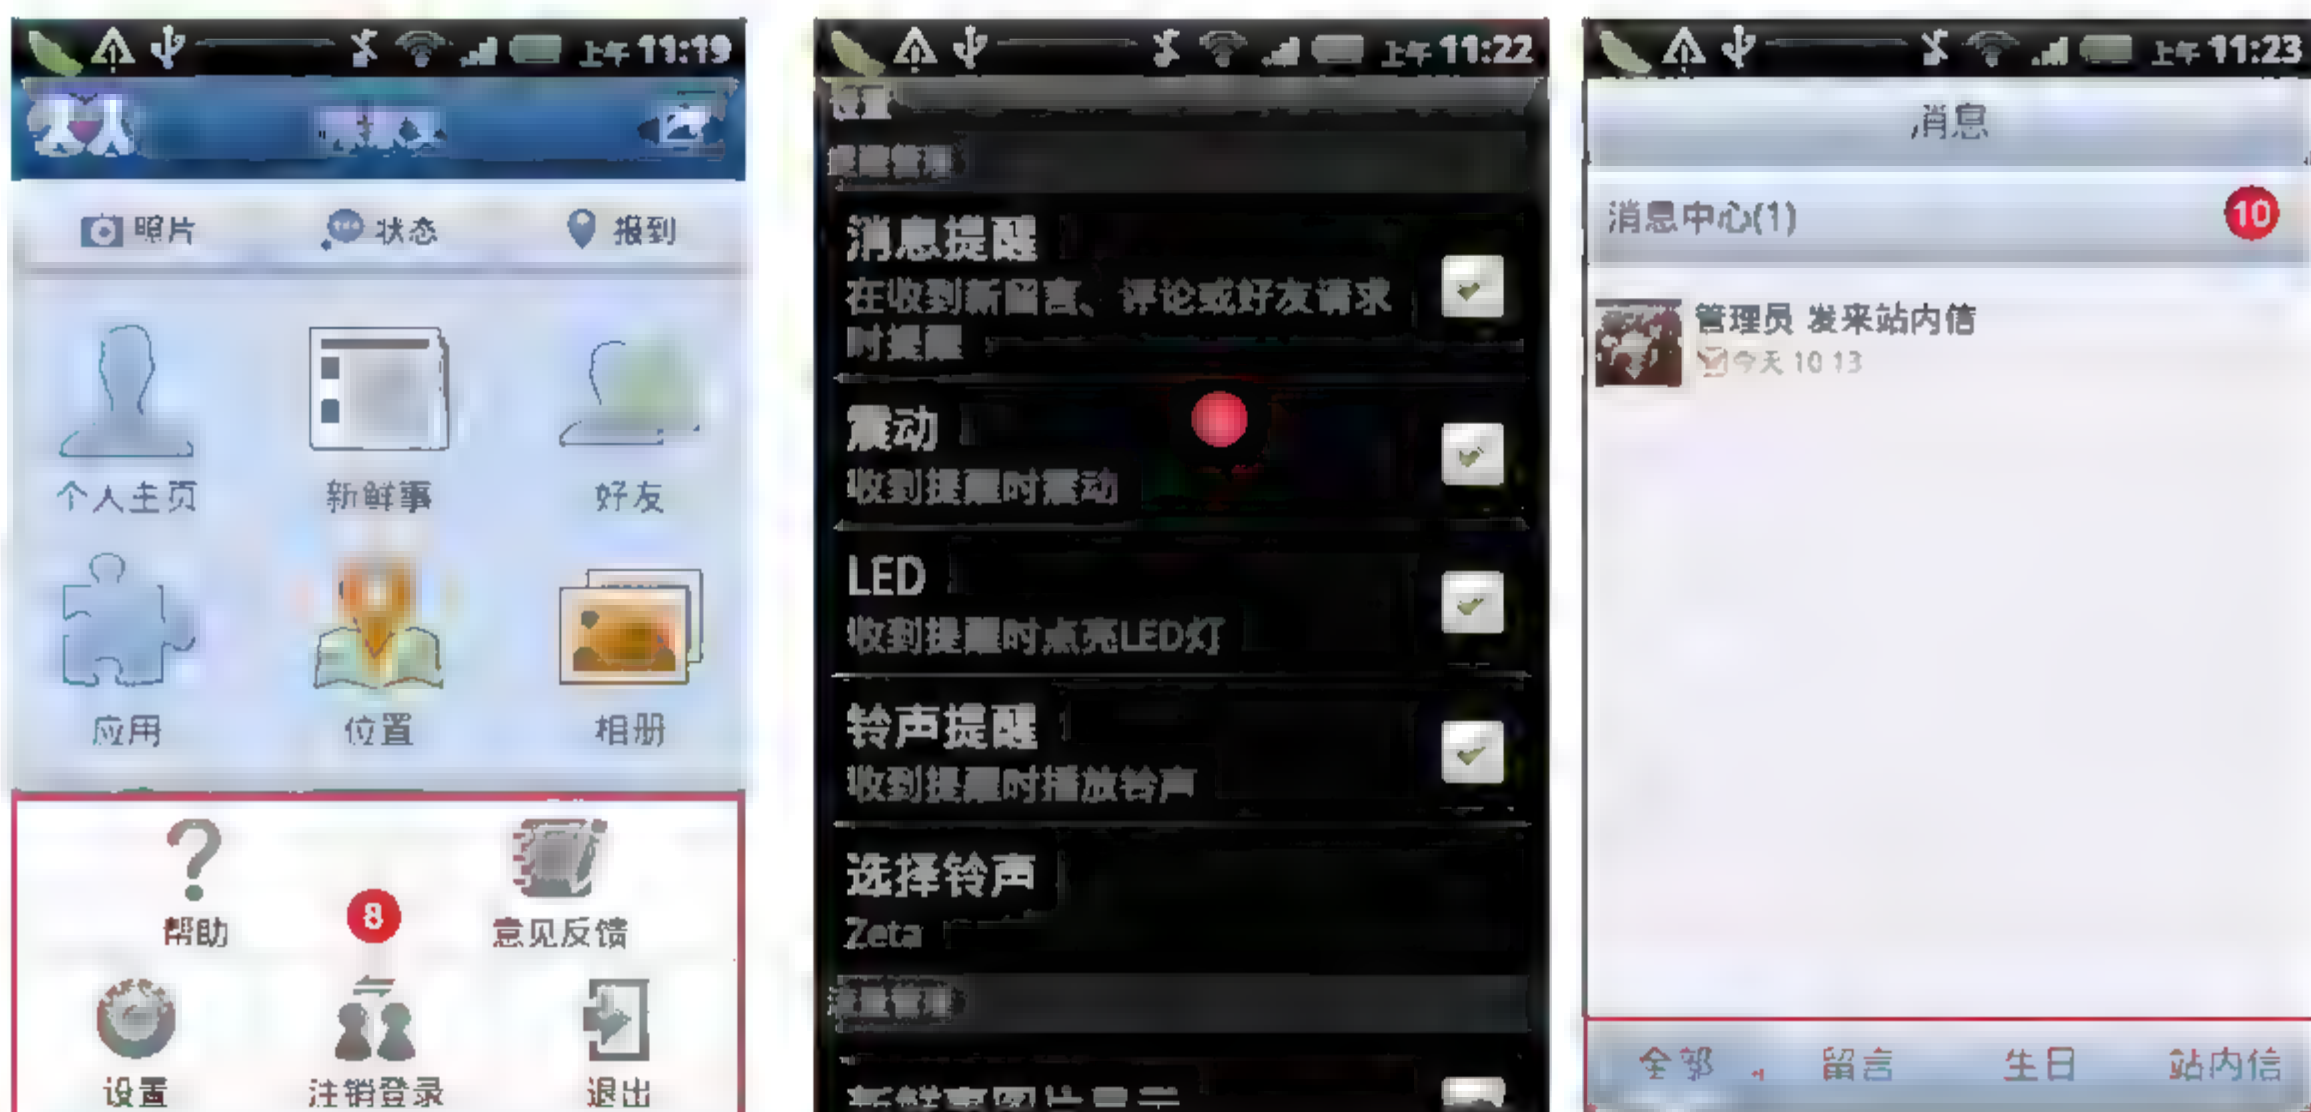 上午 11:19
照片 状态 报到
个人主页 新鲜事 好友
应用 位置 相册
8
帮助 意见反馈
设置 注销登录 退出
上午 11:22
设置
消息提醒
在收到新留言、评论或好友请求
时提醒
震动
收到提醒时震动
LED
收到提醒时点亮LED灯
铃声提醒
收到提醒时播放铃声
选择铃声
Zeta
上午 11:23
消息
消息中心(1) 10
管理员 发来站内信
今天 10 13
全部 留言 生日 站内信